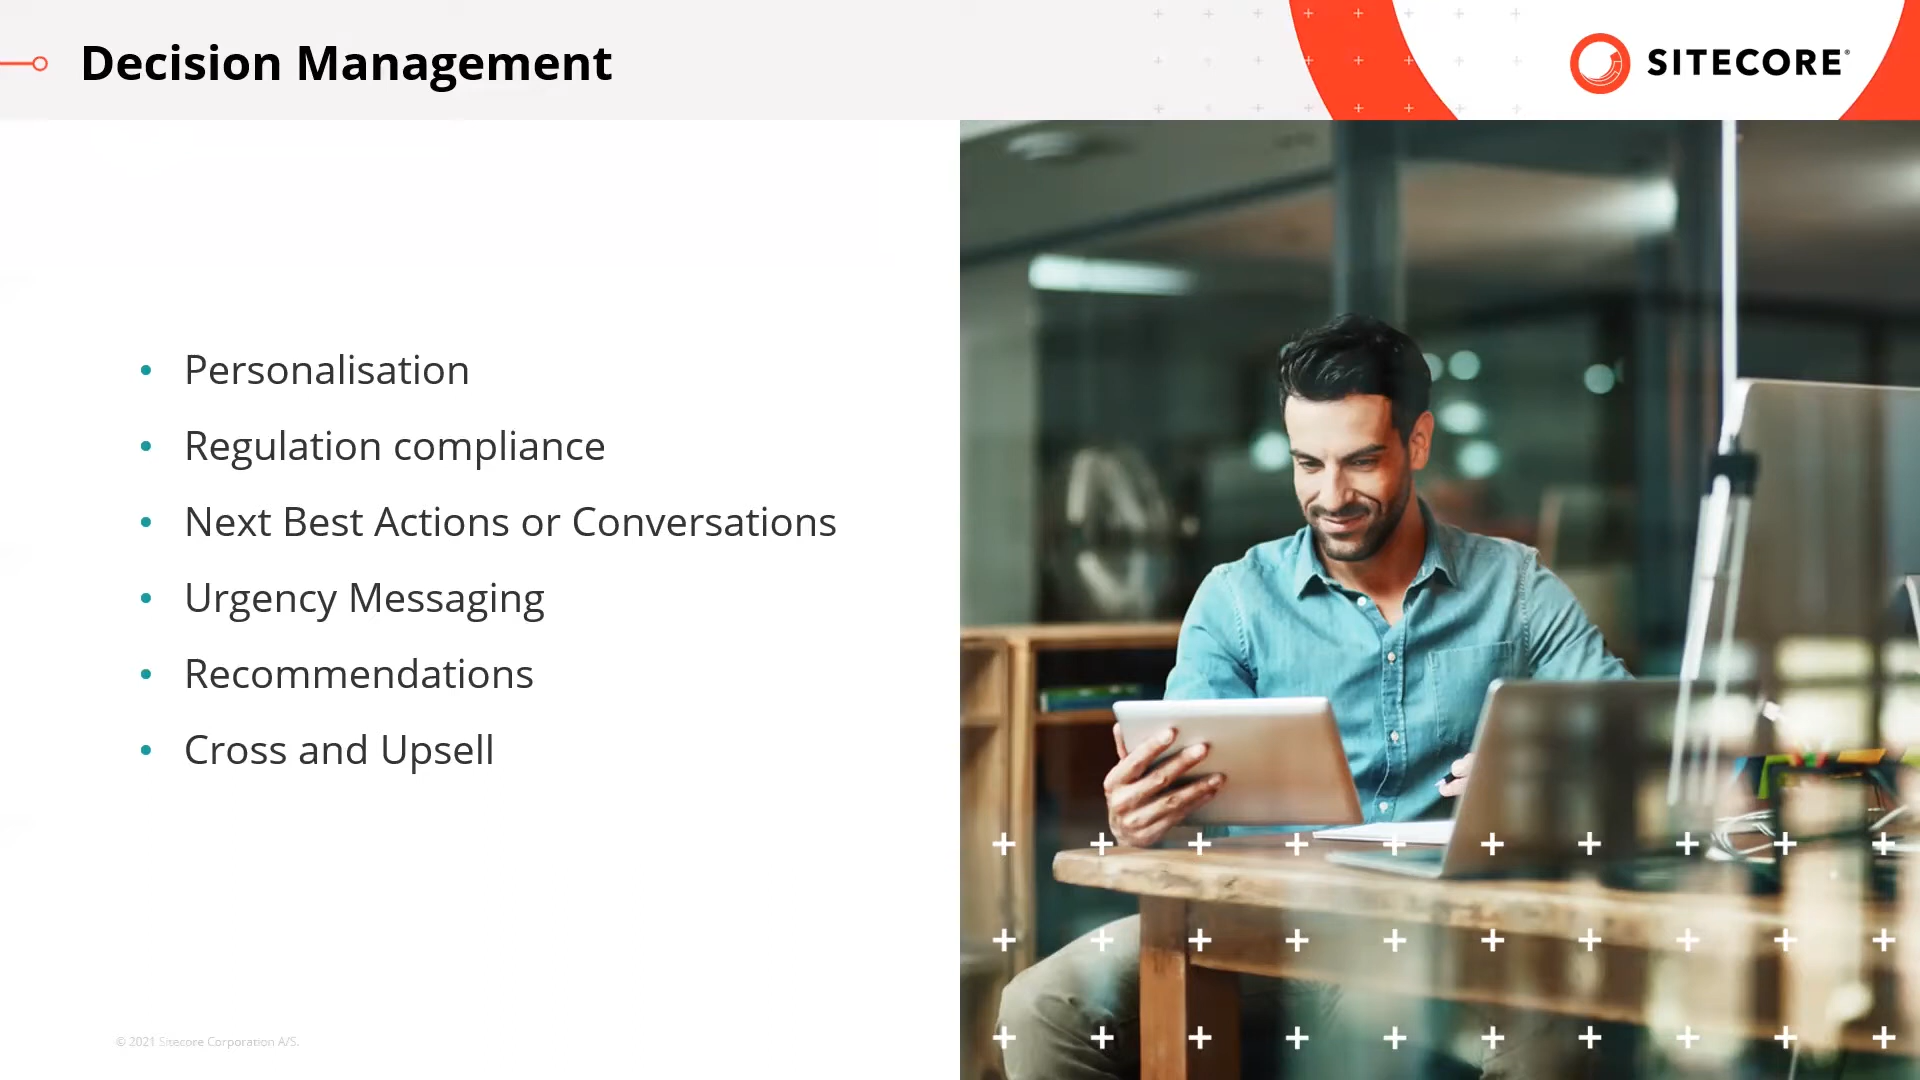 Decision Management
SITECORE
• Personalisation
• Regulation compliance
• Next Best Actions or Conversations
• Urgency Messaging
• Recommendations
• Cross and Upsell
© 2021 Sitecore Corporation A/S.